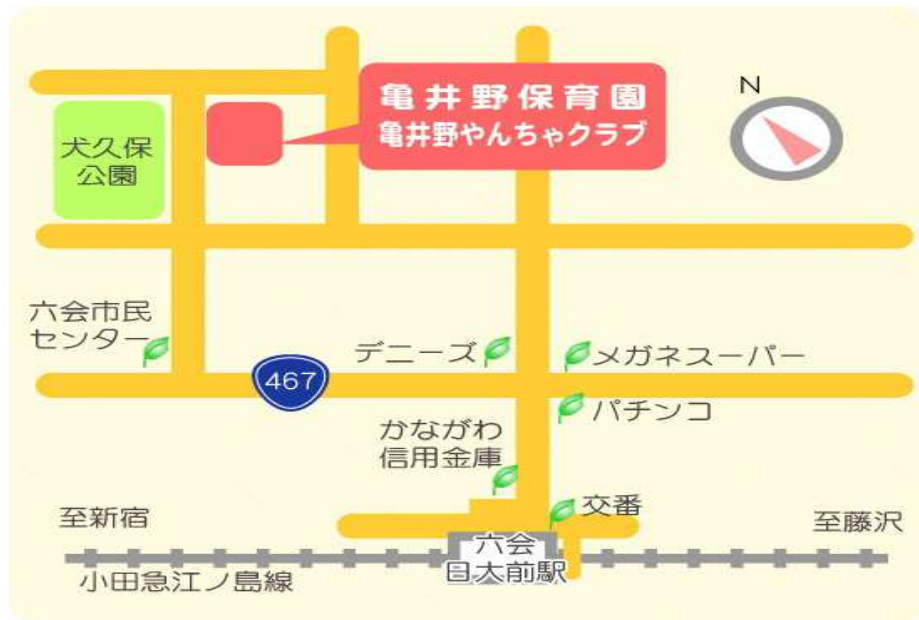 亀井野保育園
亀井野やんちゃクラブ
N
犬久保
公園
六会市民
センター
デニーズ
メガネスーパー
467
パチンコ
かながわ
信用金庫
交番
至新宿
至藤沢
六会
日大前駅
小田急江ノ島線